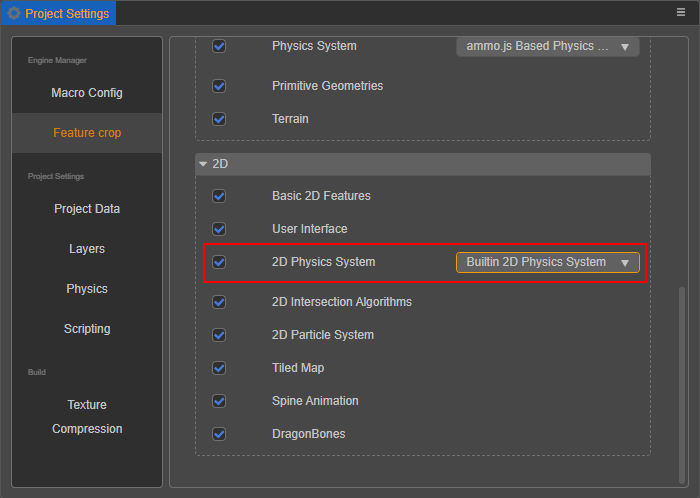 Project Settings
Engine Manager
Macro Config
Feature crop
Project Settings
Project Data
Layers
Physics
Scripting
Build
Texture
Compression
Physics System
ammo.js Based Physics ...
Primitive Geometries
Terrain
2D
Basic 2D Features
User Interface
2D Physics System
Builtin 2D Physics System
2D Intersection Algorithms
2D Particle System
Tiled Map
Spine Animation
DragonBones